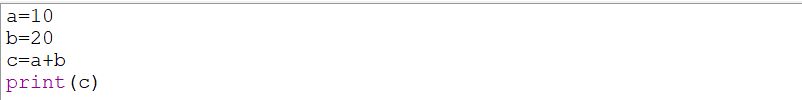 a=10
b=20
c=a+b
print(c)